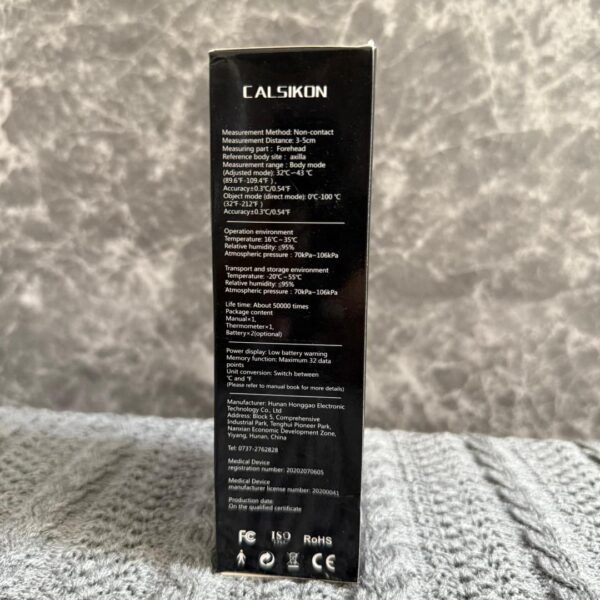 CALSIKON
Measurement Method: Non-contact
Measurement Distance: 3-5cm
Measuring part : Forehead
Reference body site : axilla
Measurement range : Body mode
(Adjusted mode): 32℃~43 ℃
(89.6℉-109.4℉ ) ,
Accuracy±0.3℃/0.54℉
Object mode (direct mode): 0℃-100 ℃
(32℉-212℉ )
Accuracy±0.3℃/0.54℉
Operation environment
Temperature: 16℃~ 35℃
Relative humidity: ≤95%
Atmospheric pressure : 70kPa~106kPa
Transport and storage environment
Temperature: -20℃~ 55℃
Relative humidity: ≤95%
Atmospheric pressure : 70kPa~106kPa
Life time: About 50000 times
Package content
Manual×1,
Thermometer×1,
Battery×2(optional)
Power display: Low battery warning
Memory function: Maximum 32 data
points
Unit conversion: Switch between
℃ and ℉
(Please refer to manual book for more details)
Manufacturer: Hunan Honggao Electronic
Technology Co., Ltd
Address: Block 5, Comprehensive
Industrial Park, Tenghui Pioneer Park,
Nanxian Economic Development Zone,
Yiyang, Hunan, China
Tel: 0737-2762828
Medical Device
registration number: 20202070605
Medical Device
manufacturer license number: 20200041
Production date
On the qualified certificate
FC ISO RoHS
CE